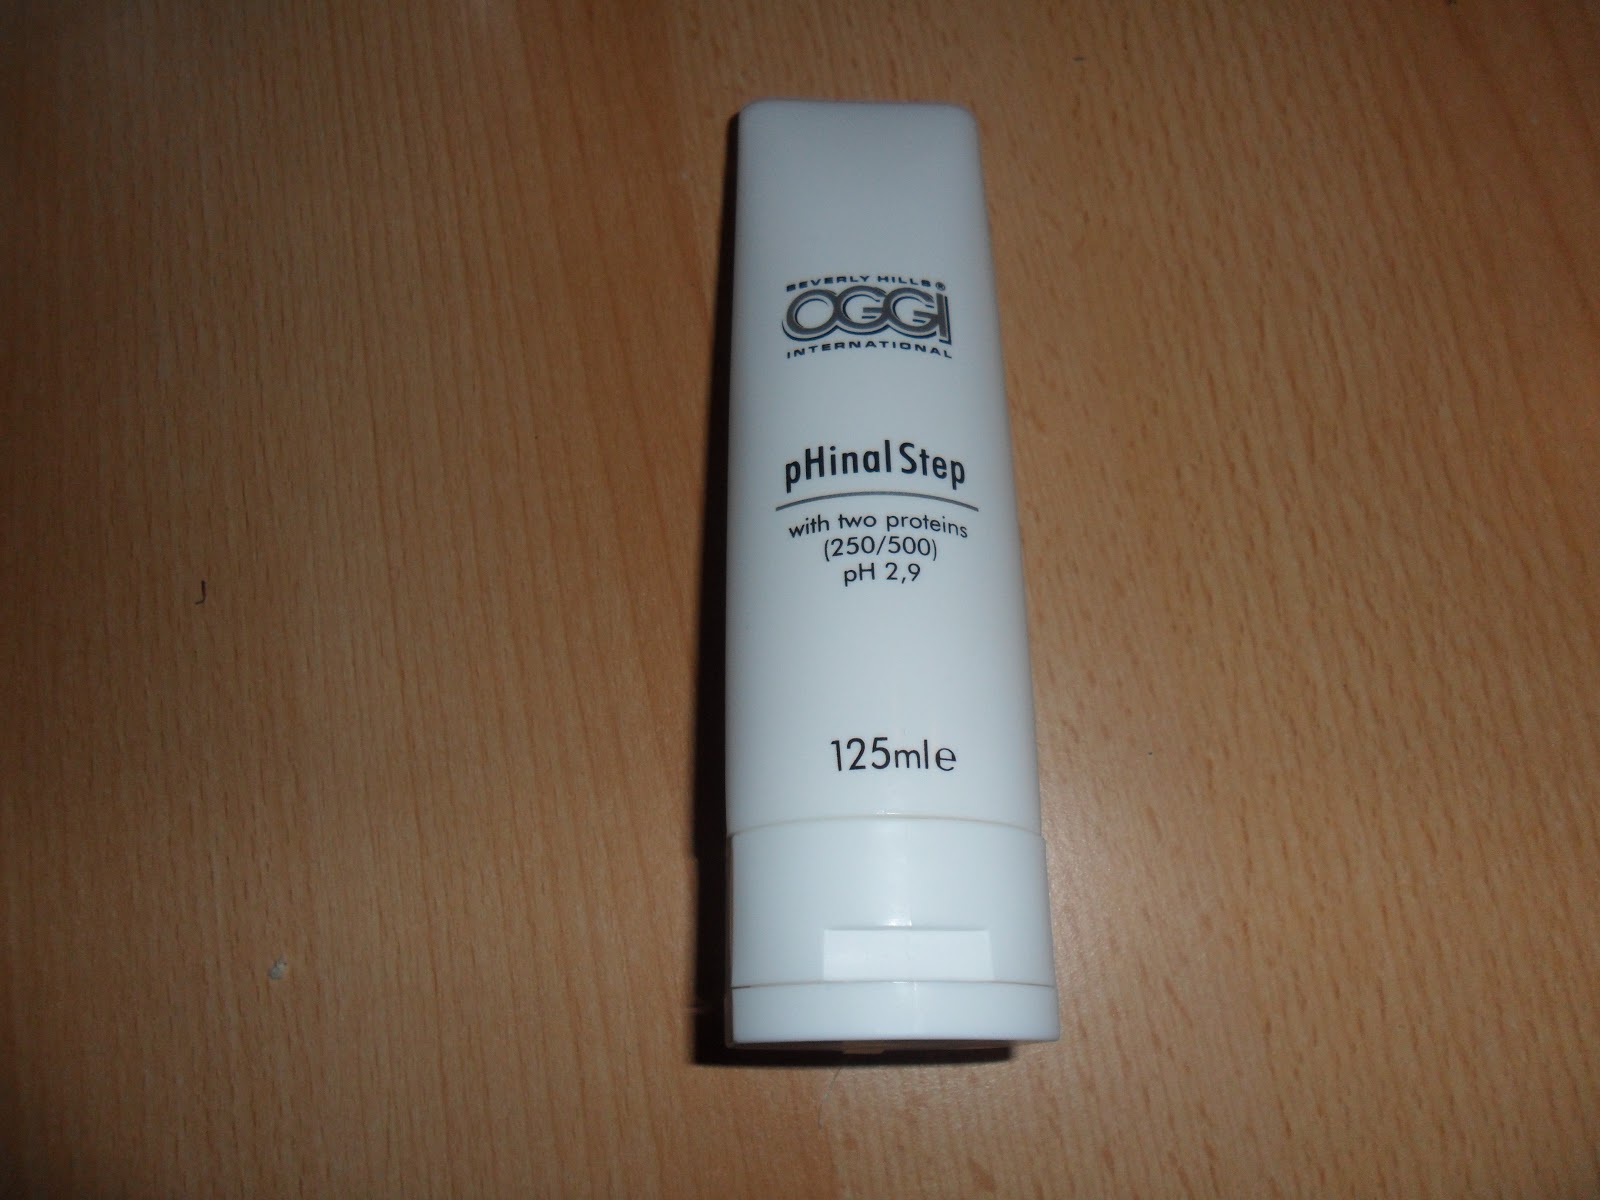 BEVERLY HILLS®
OGGI
INTERNATIONAL
pHinal Step
with two proteins
(250/500)
pH 2,9
125ml℮